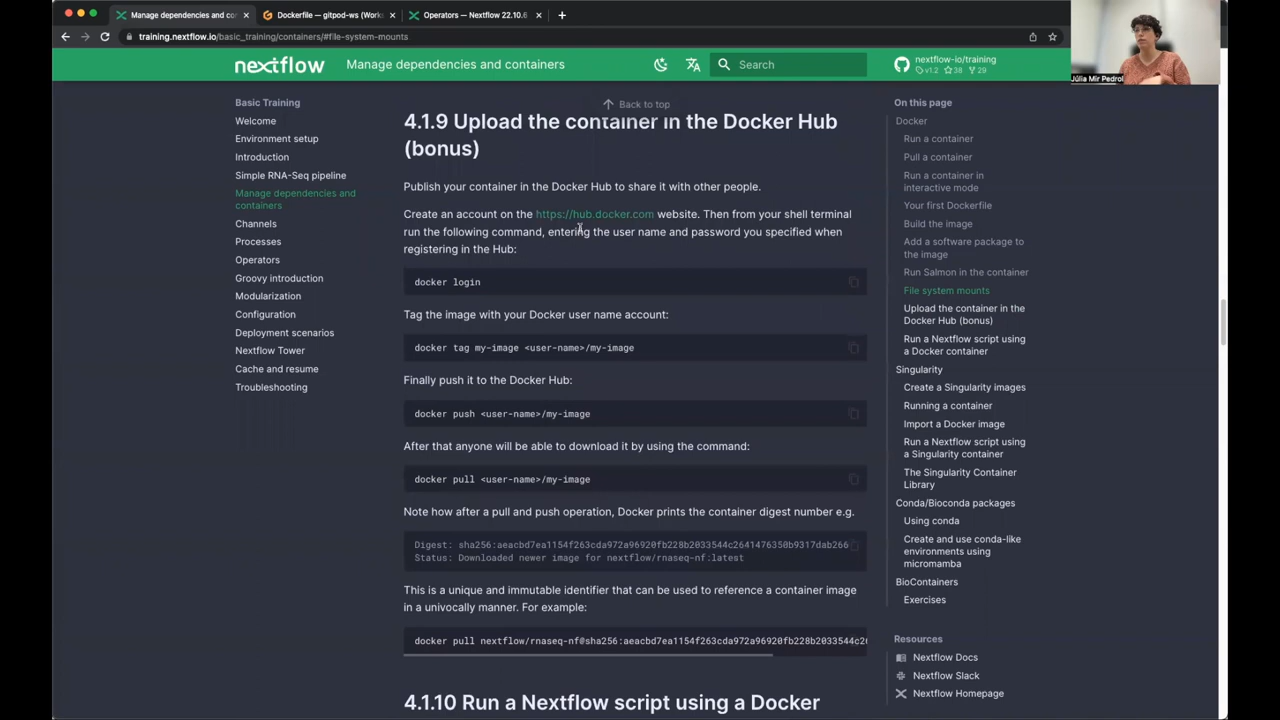 Manage dependencies and co
Dockerfile — gitpod-ws (Works
Operators — Nextflow 22.10.6
training.nextflow.io/basic_training/containers/#file-system-mounts
Júlia Mir Pedrol
nextflow
Manage dependencies and containers
Search
nextflow-io/training
v1.2 38 29
Basic Training
Welcome
Environment setup
Introduction
Simple RNA-Seq pipeline
Manage dependencies and
containers
Channels
Processes
Operators
Groovy introduction
Modularization
Configuration
Deployment scenarios
Nextflow Tower
Cache and resume
Troubleshooting
Back to top
4.1.9 Upload the container in the Docker Hub
(bonus)
Publish your container in the Docker Hub to share it with other people.
Create an account on the https://hub.docker.com website. Then from your shell terminal
run the following command, entering the user name and password you specified when
registering in the Hub:
docker login
Tag the image with your Docker user name account:
docker tag my-image <user-name>/my-image
Finally push it to the Docker Hub:
docker push <user-name>/my-image
After that anyone will be able to download it by using the command:
docker pull <user-name>/my-image
Note how after a pull and push operation, Docker prints the container digest number e.g.
Digest: sha256:aeacbd7ea1154f263cda972a96920fb228b2033544c2641476350b9317dab266
Status: Downloaded newer image for nextflow/rnaseq-nf:latest
This is a unique and immutable identifier that can be used to reference a container image
in a univocally manner. For example:
docker pull nextflow/rnaseq-nf@sha256:aeacbd7ea1154f263cda972a96920fb228b2033544c26
4.1.10 Run a Nextflow script using a Docker
On this page
Docker
Run a container
Pull a container
Run a container in
interactive mode
Your first Dockerfile
Build the image
Add a software package to
the image
Run Salmon in the container
File system mounts
Upload the container in the
Docker Hub (bonus)
Run a Nextflow script using
a Docker container
Singularity
Create a Singularity images
Running a container
Import a Docker image
Run a Nextflow script using
a Singularity container
The Singularity Container
Library
Conda/Bioconda packages
Using conda
Create and use conda-like
environments using
micromamba
BioContainers
Exercises
Resources
Nextflow Docs
Nextflow Slack
Nextflow Homepage